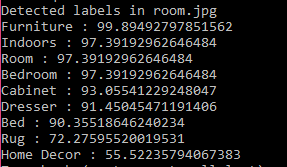 Detected labels in room.jpg
Furniture : 99.89492797851562
Indoors : 97.39192962646484
Room : 97.39192962646484
Bedroom : 97.39192962646484
Cabinet : 93.05541229248047
Dresser : 91.45045471191406
Bed : 90.35518646240234
Rug : 72.27595520019531
Home Decor : 55.52235794067383